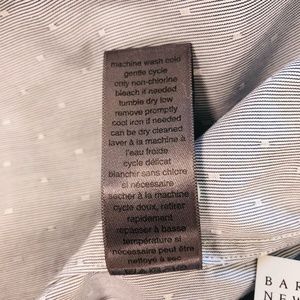 machine wash cold
gentle cycle
only non-chlorine
bleach if needed
tumble dry low
remove promptly
cool iron if needed
can be dry cleaned
laver à la machine à
l'eau froide
cycle délicat
blanchir sans chlore
si nécessaire
sécher à la machine
cycle doux, retirer
rapidement
repasser à basse
température si
nécessaire peut être
nettoyé à sec
BAR
NEW